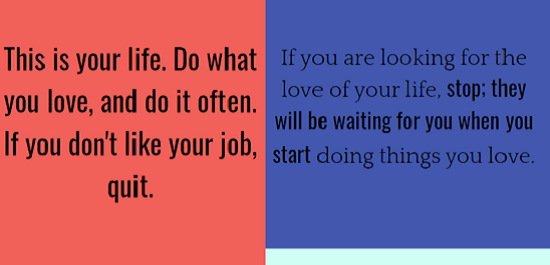 This is your life. Do what
you love, and do it often.
If you don't like your job,
quit.
If you are looking for the
love of your life, stop; they
will be waiting for you when you
start doing things you love.